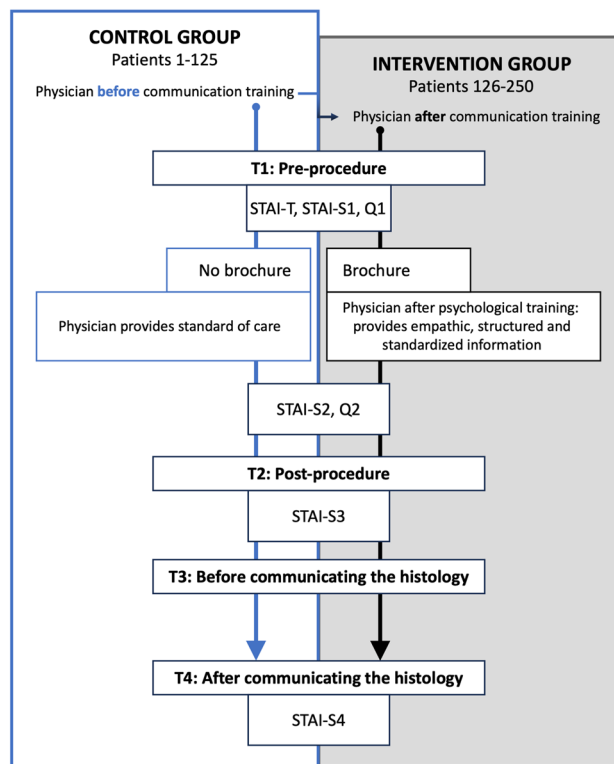 CONTROL GROUP
Patients 1-125
Physician before communication training
INTERVENTION GROUP
Patients 126-250
Physician after communication training
T1: Pre-procedure
STAI-T, STAI-S1, Q1
No brochure
Brochure
Physician provides standard of care
Physician after psychological training:
provides empathic, structured and
standardized information
STAI-S2, Q2
T2: Post-procedure
STAI-S3
T3: Before communicating the histology
T4: After communicating the histology
STAI-S4